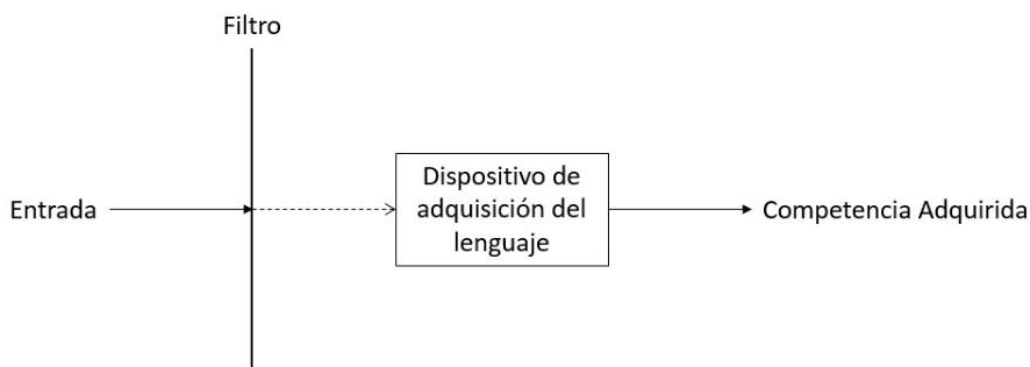 Filtro
Entrada
Dispositivo de
adquisición del
lenguaje
Competencia Adquirida